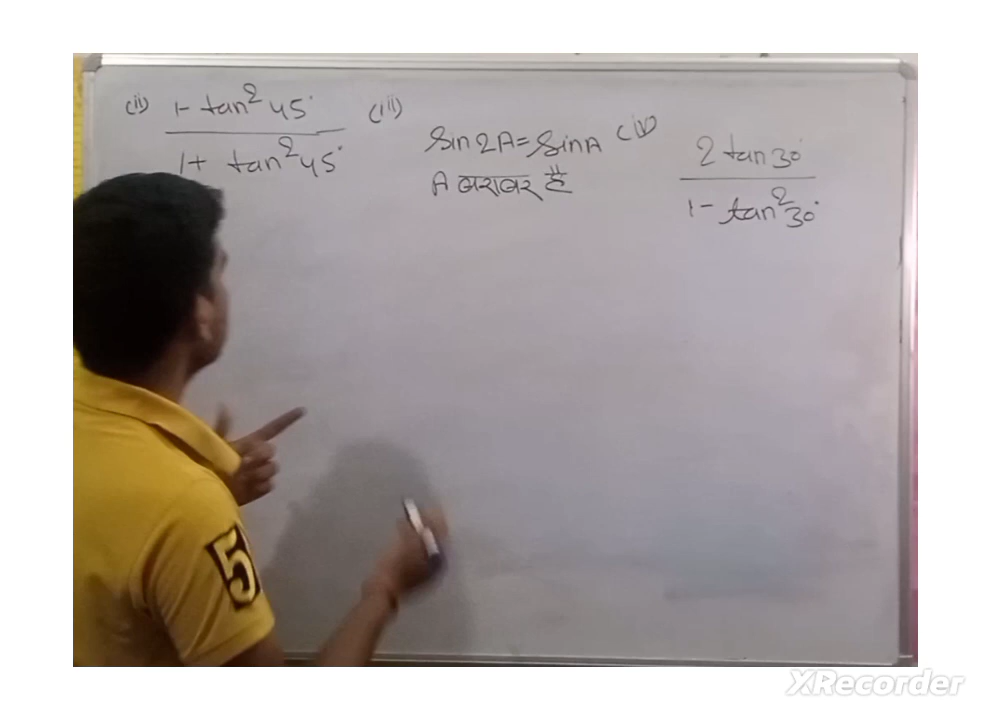 (ii) 1 - tan² 45°
1 + tan² 45°
(iii)
Sin 2A = Sin A
A बराबर है
(iv)
2 tan 30°
1 - tan² 30°
5
XRecorder